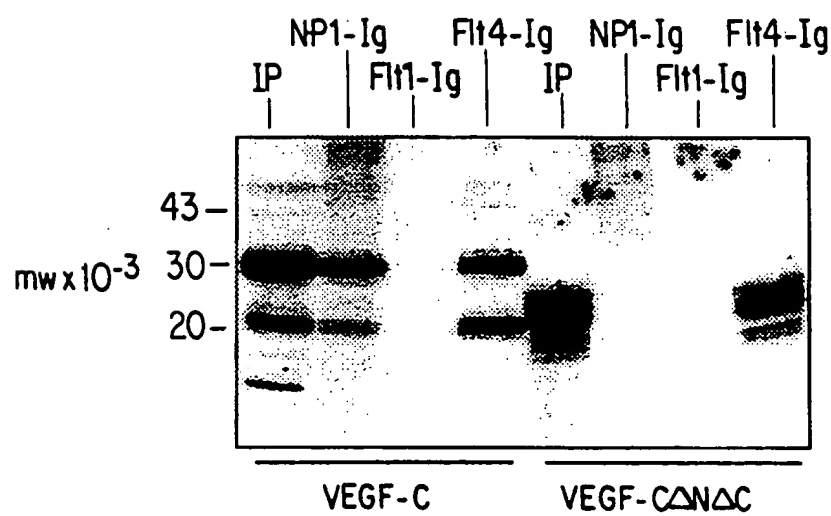 NP1-Ig Flt4-Ig NP1-Ig Flt4-Ig
IP Flt1-Ig IP Flt1-Ig
43
mw x 10-3 30
20
VEGF-C VEGF-CΔNΔC